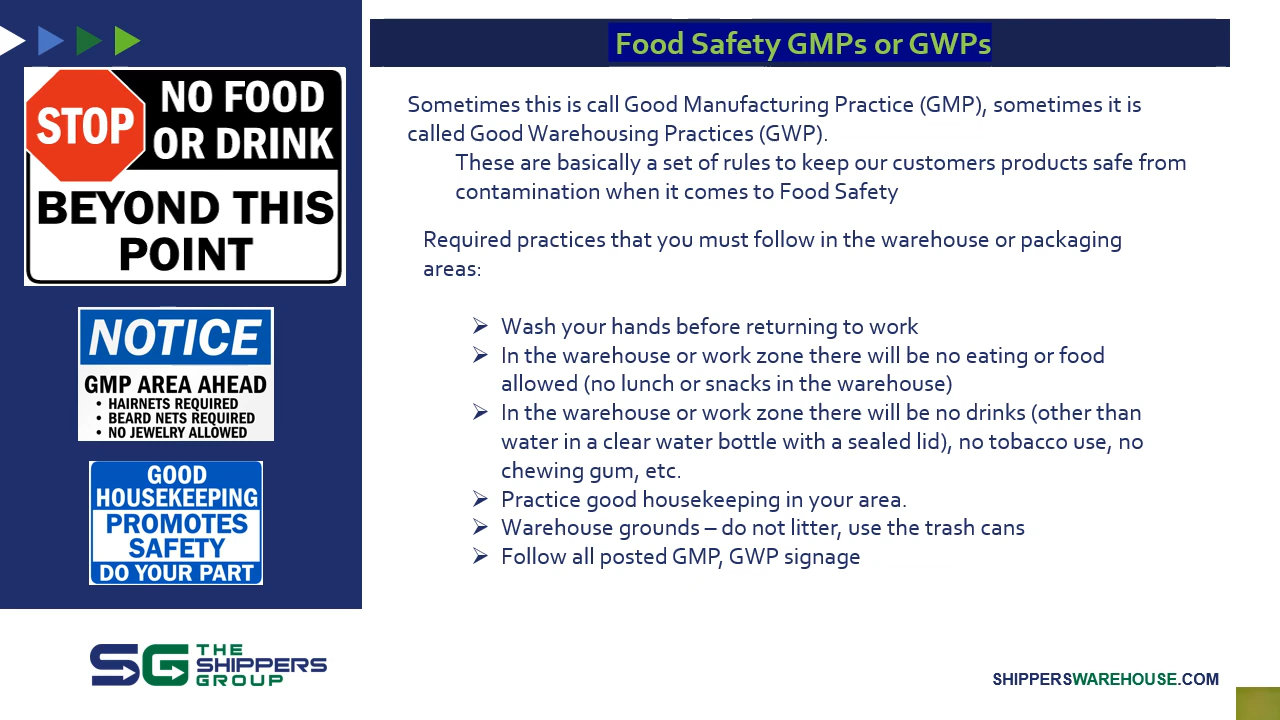 Food Safety GMPs or GWPs
STOP
NO FOOD
OR DRINK
BEYOND THIS
POINT
NOTICE
GMP AREA AHEAD
• HAIRNETS REQUIRED
• BEARD NETS REQUIRED
• NO JEWELRY ALLOWED
GOOD
HOUSEKEEPING
PROMOTES
SAFETY
DO YOUR PART
Sometimes this is call Good Manufacturing Practice (GMP), sometimes it is
called Good Warehousing Practices (GWP).
These are basically a set of rules to keep our customers products safe from
contamination when it comes to Food Safety
Required practices that you must follow in the warehouse or packaging
areas:
➢ Wash your hands before returning to work
➢ In the warehouse or work zone there will be no eating or food
allowed (no lunch or snacks in the warehouse)
➢ In the warehouse or work zone there will be no drinks (other than
water in a clear water bottle with a sealed lid), no tobacco use, no
chewing gum, etc.
➢ Practice good housekeeping in your area.
➢ Warehouse grounds – do not litter, use the trash cans
➢ Follow all posted GMP, GWP signage
SG THE
SHIPPERS
GROUP
SHIPPERSWAREHOUSE.COM